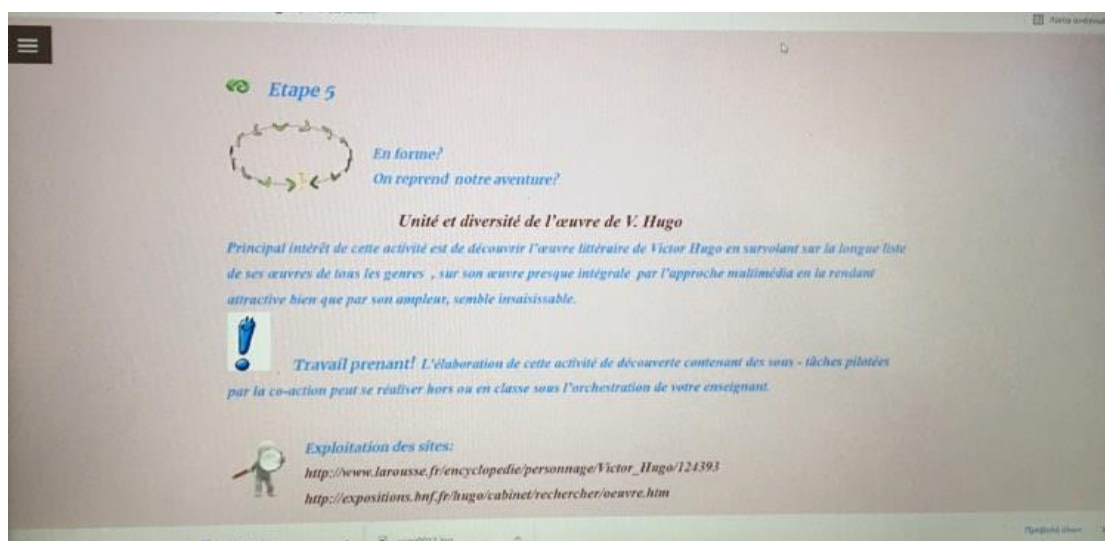 Etape 5
En forme?
On reprend notre aventure?
Unité et diversité de l'œuvre de V. Hugo
Principal intérêt de cette activité est de découvrir l'œuvre littéraire de Victor Hugo en survolant sur la longue liste
de ses œuvres de tous les genres , sur son œuvre presque intégrale par l'approche multimédia en la rendant
attractive bien que par son ampleur, semble insaisissable.
Travail prenant! L'élaboration de cette activité de découverte contenant des sous - tâches pilotées
par la co-action peut se réaliser hors ou en classe sous l'orchestration de votre enseignant.
Exploitation des sites:
http://www.larousse.fr/encyclopedie/personnage/Victor_Hugo/124393
http://expositions.bnf.fr/hugo/cabinet/rechercher/oeuvre.htm